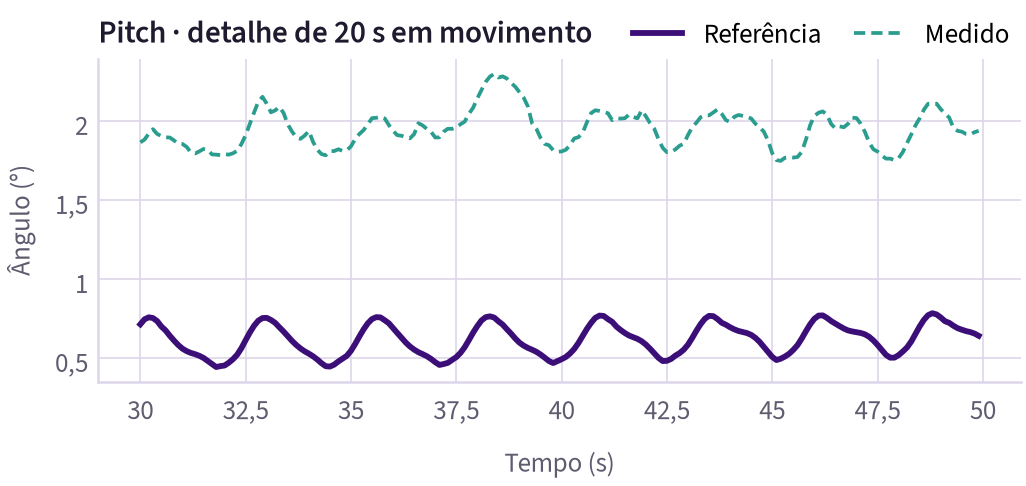 Pitch · detalhe de 20 s em movimento
Referência
Medido
Ângulo (°)
2
1,5
1
0,5
30
32,5
35
37,5
40
42,5
45
47,5
50
Tempo (s)